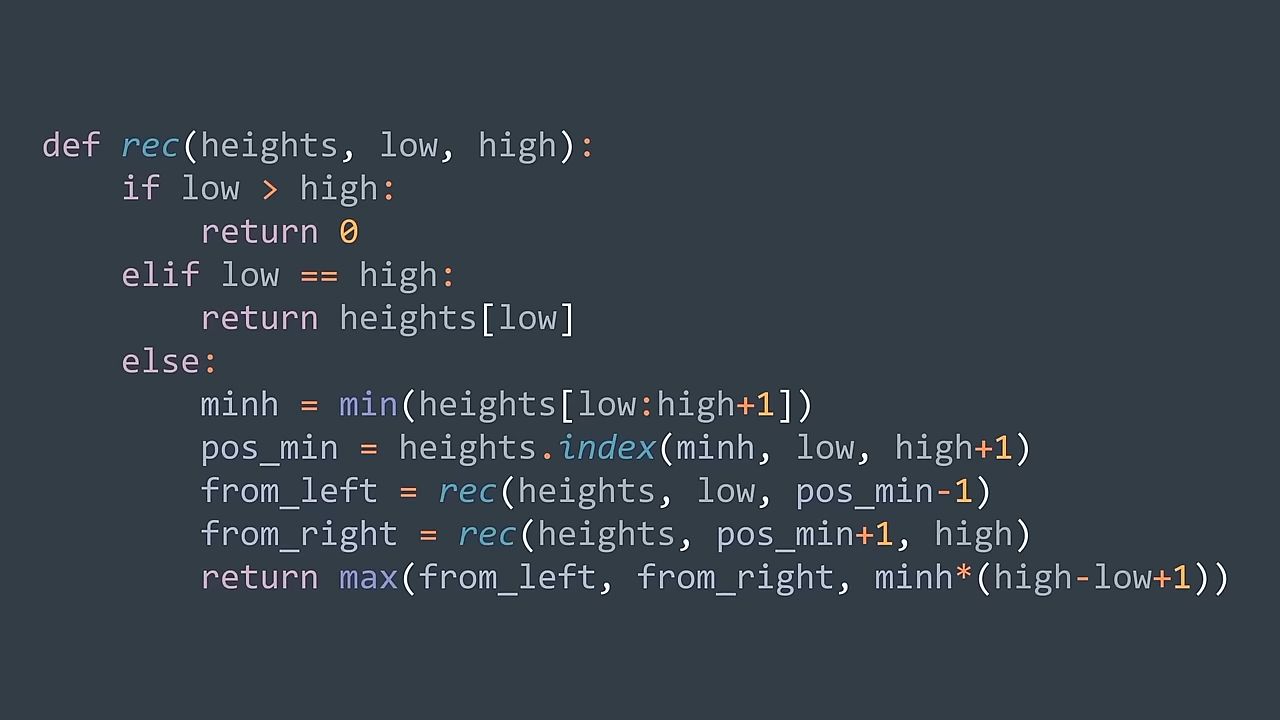 def rec(heights, low, high):
    if low > high:
        return 0
    elif low == high:
        return heights[low]
    else:
        minh = min(heights[low:high+1])
        pos_min = heights.index(minh, low, high+1)
        from_left = rec(heights, low, pos_min-1)
        from_right = rec(heights, pos_min+1, high)
        return max(from_left, from_right, minh*(high-low+1))